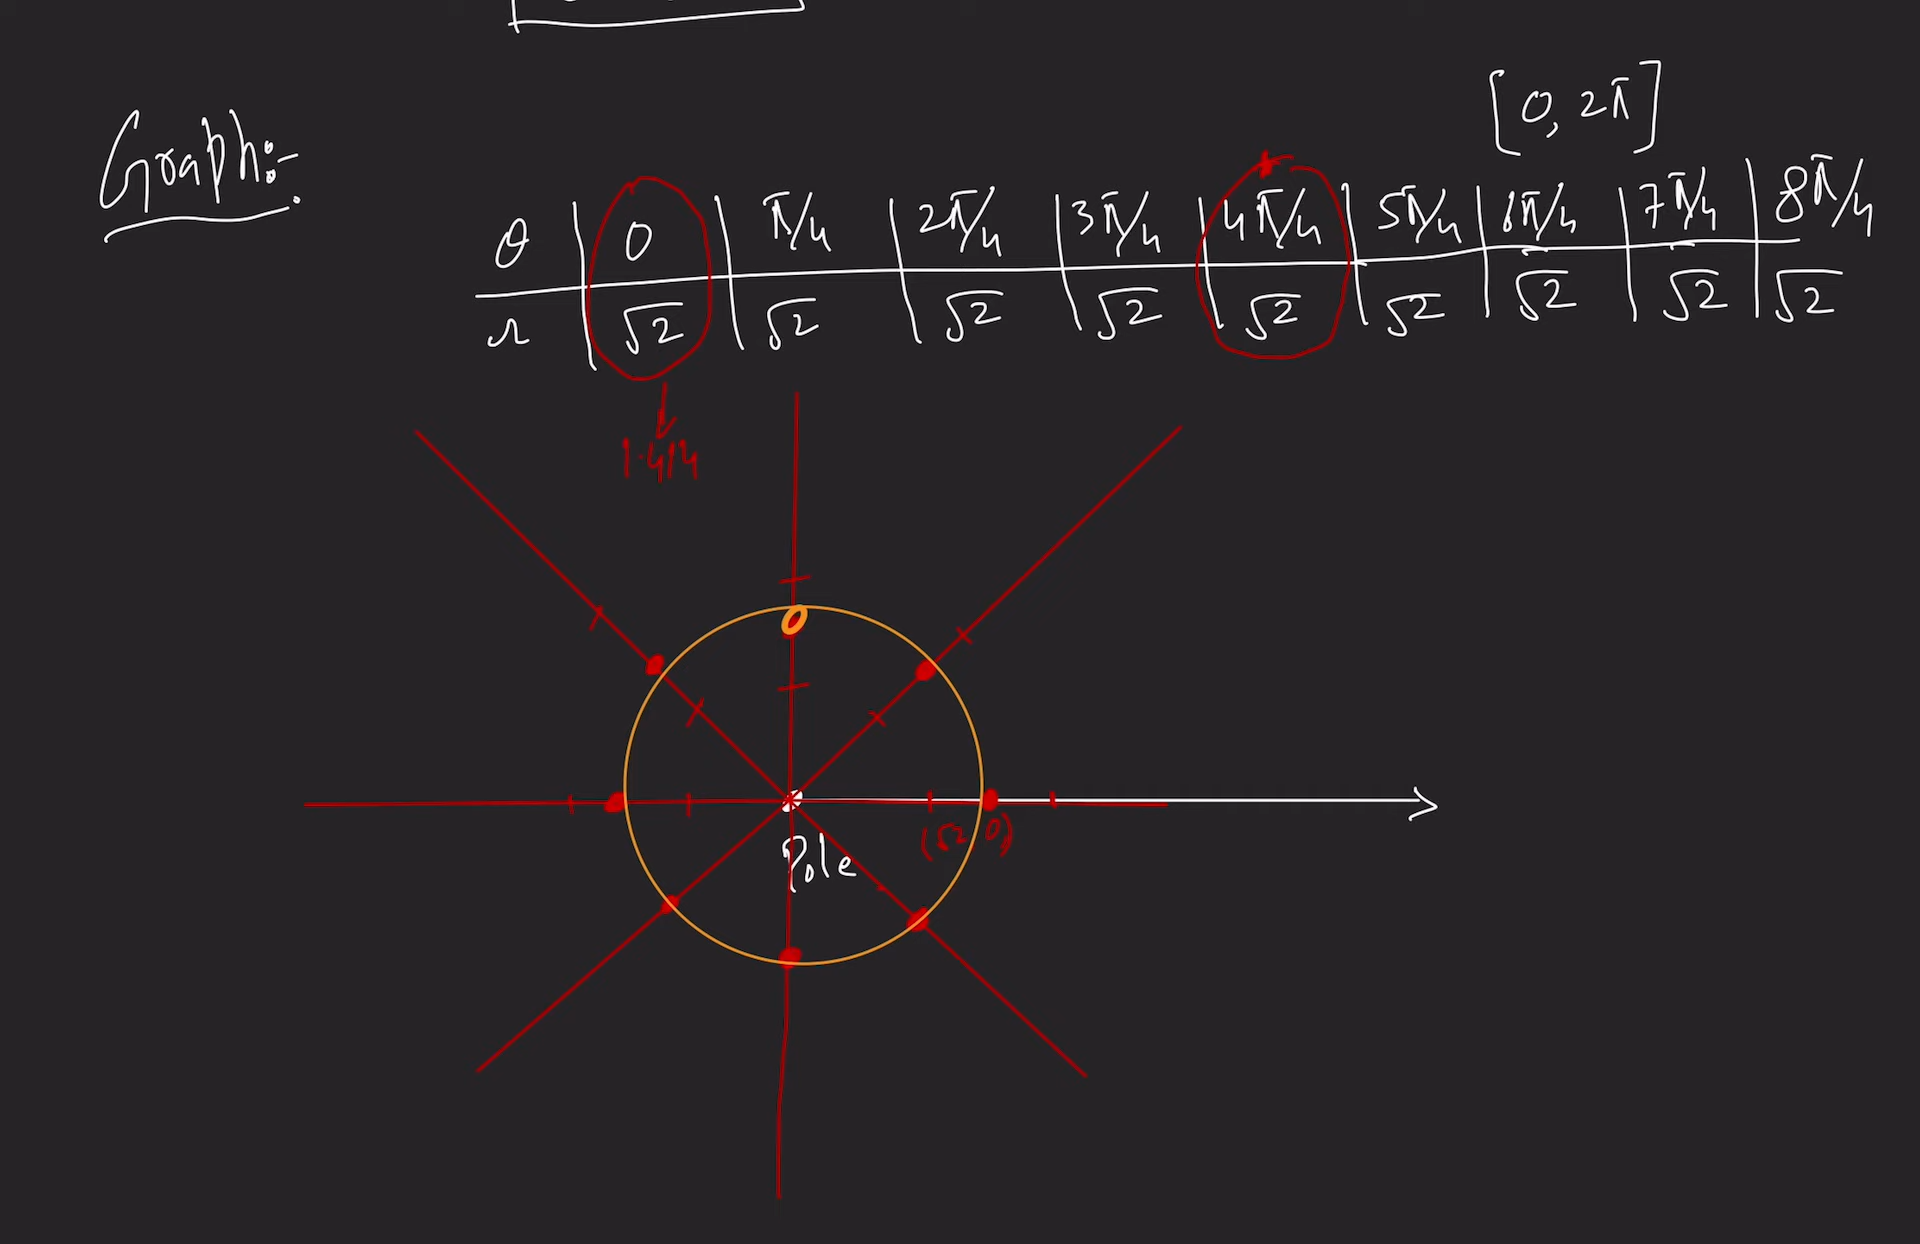 [0, 2π]
Graph:-
θ | 0 | π/4 | 2π/4 | 3π/4 | 4π/4 | 5π/4 | 6π/4 | 7π/4 | 8π/4
r | √2 | √2 | √2 | √2 | √2 | √2 | √2 | √2 | √2
1.414
(√2, 0)
Pole